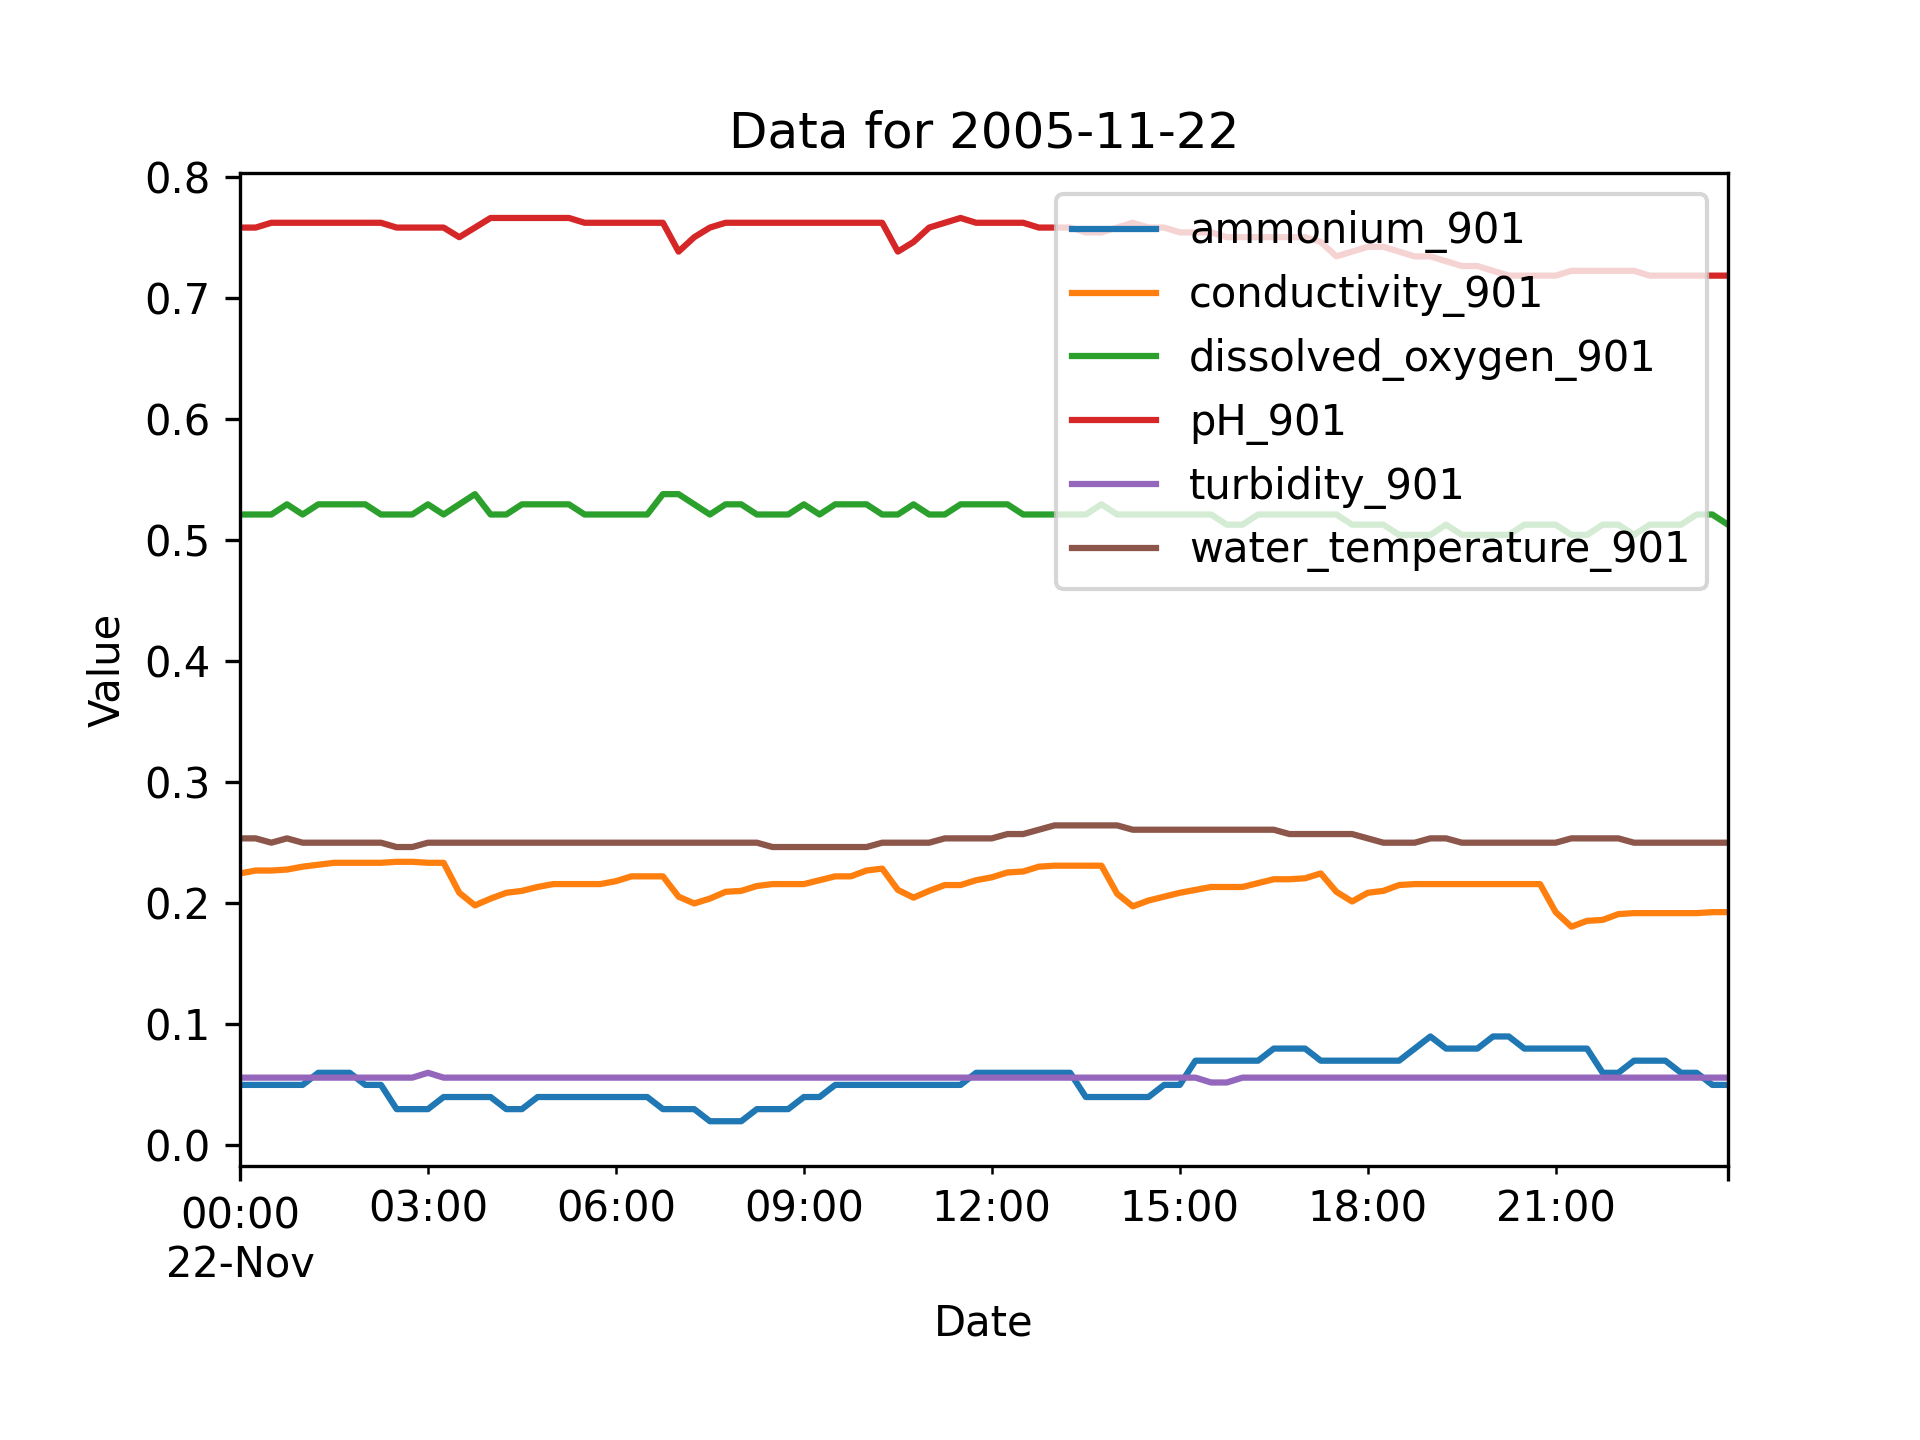 Data for 2005-11-22
0.8
0.7
0.6
0.5
0.4
0.3
0.2
0.1
0.0
Value
ammonium_901
conductivity_901
dissolved_oxygen_901
pH_901
turbidity_901
water_temperature_901
00:00 03:00 06:00 09:00 12:00 15:00 18:00 21:00
22-Nov
Date